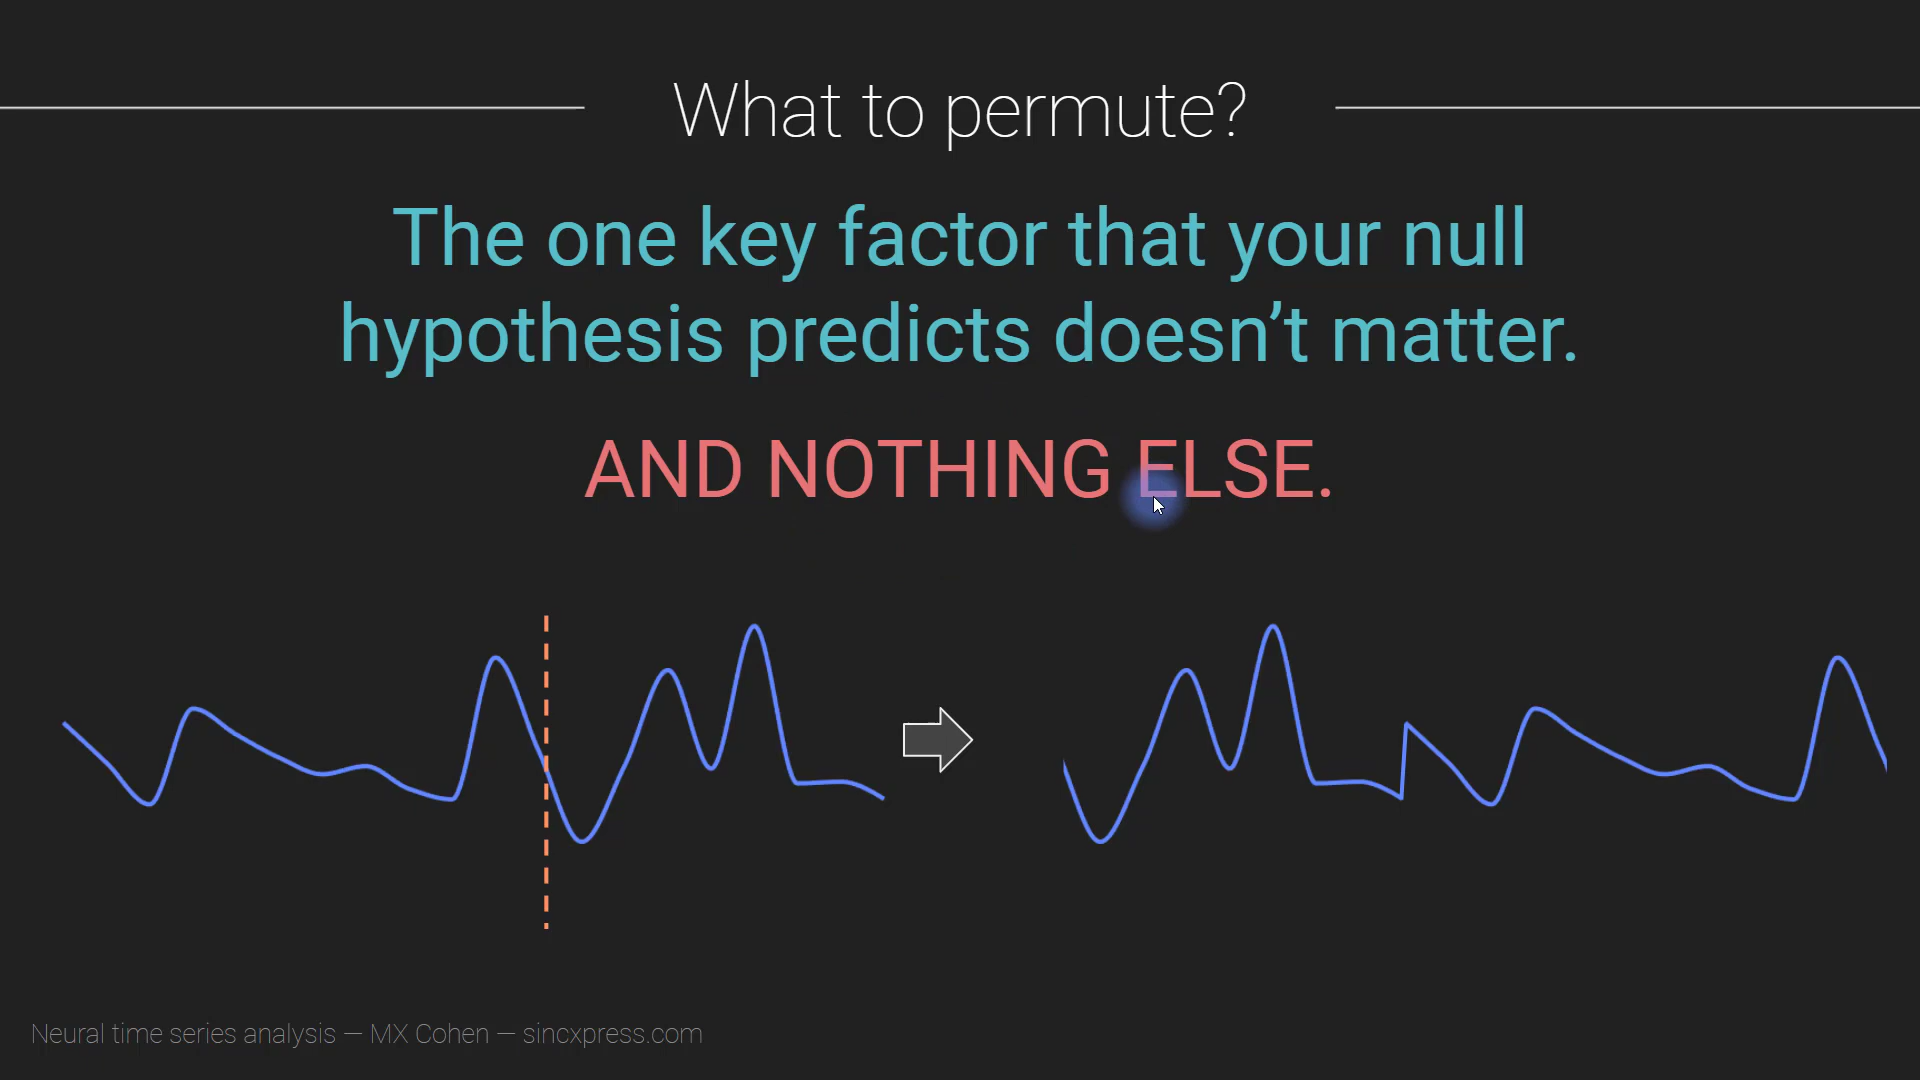 What to permute?
The one key factor that your null
hypothesis predicts doesn’t matter.
AND NOTHING ELSE.
Neural time series analysis — MX Cohen — sincxpress.com